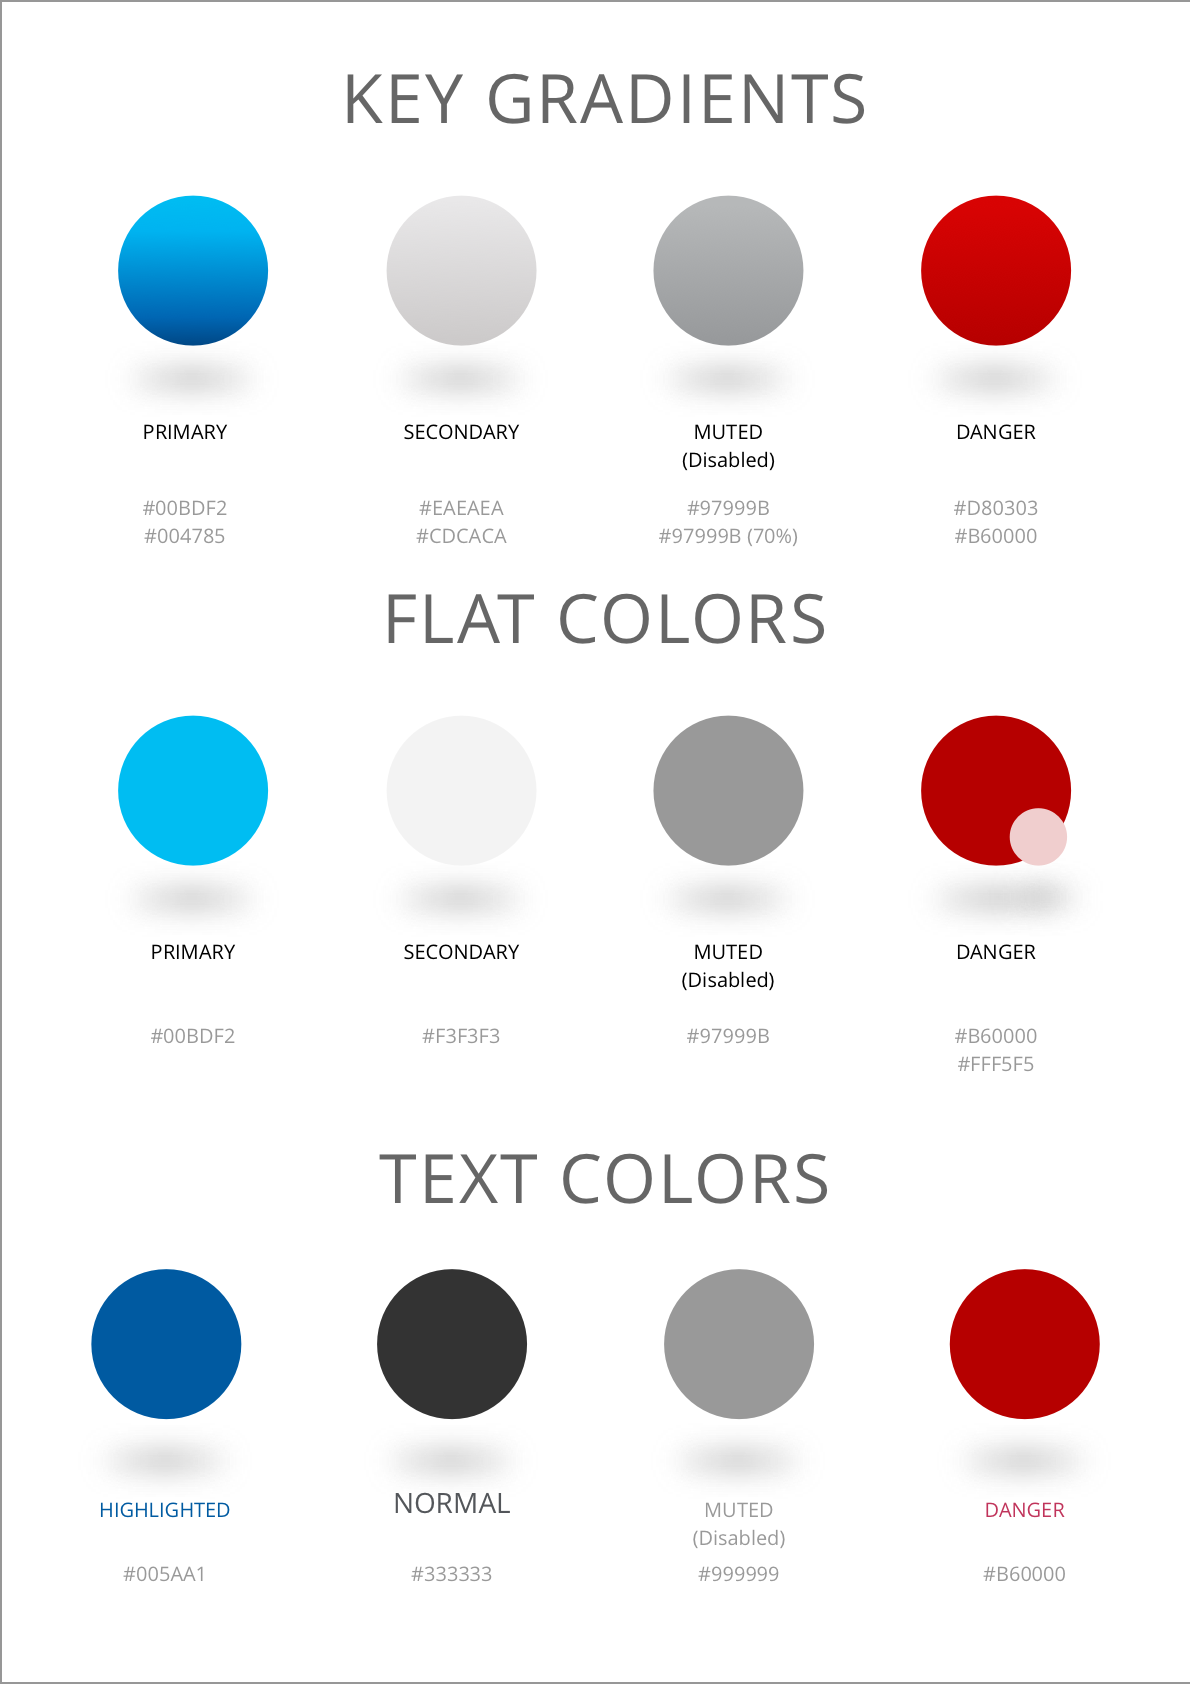 KEY GRADIENTS
PRIMARY
SECONDARY
MUTED
(Disabled)
DANGER
#00BDF2
#004785
#EAEAEA
#CDCACA
#97999B
#97999B (70%)
#D80303
#B60000
FLAT COLORS
PRIMARY
SECONDARY
MUTED
(Disabled)
DANGER
#00BDF2
#F3F3F3
#97999B
#B60000
#FFF5F5
TEXT COLORS
HIGHLIGHTED
NORMAL
MUTED
(Disabled)
DANGER
#005AA1
#333333
#999999
#B60000